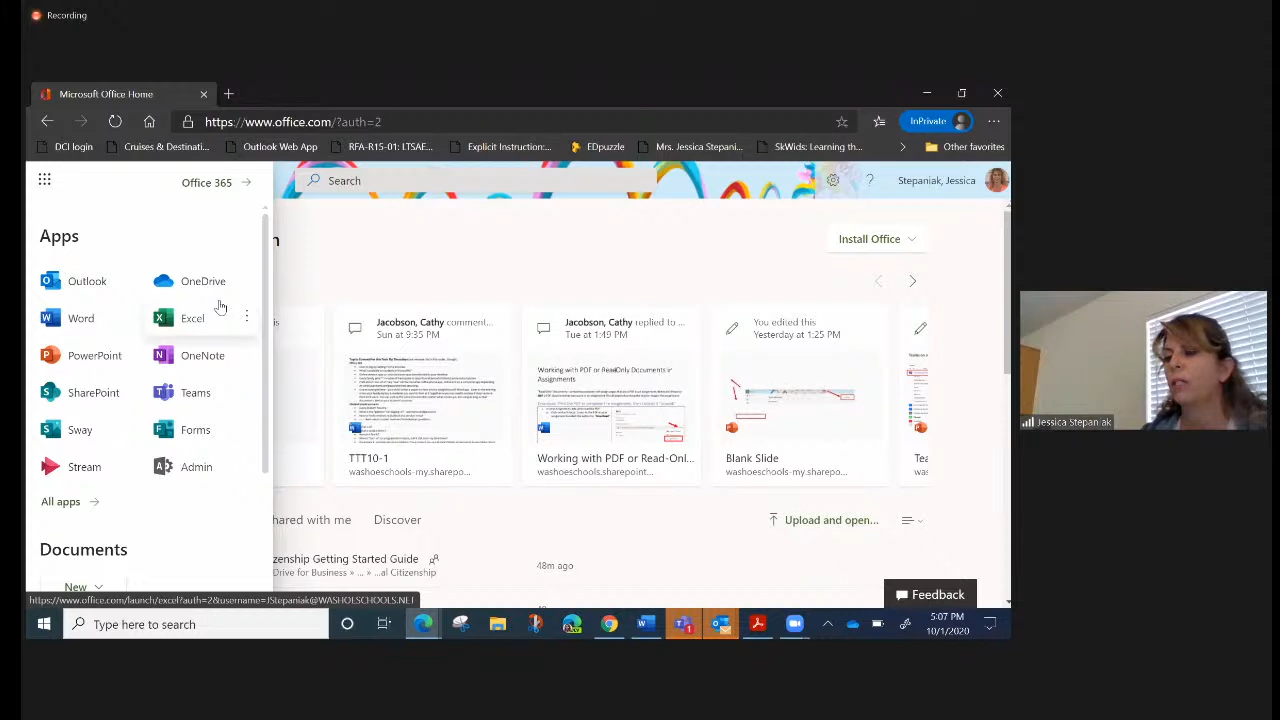 Recording
Microsoft Office Home
https://www.office.com/?auth=2
InPrivate
DCI login
Cruises & Destinati...
Outlook Web App
RFA-R15-01: LTSAE...
Explicit Instruction:...
EDpuzzle
Mrs. Jessica Stepani...
SkWids: Learning th...
Other favorites
Office 365
Search
Stepaniak, Jessica
Apps
Install Office
Outlook
OneDrive
Word
Excel
PowerPoint
OneNote
SharePoint
Teams
Sway
Forms
Stream
Admin
All apps
Documents
New
Jacobson, Cathy comment...
Sun at 9:35 PM
TTT10-1
washoeschools-my.sharepo...
Jacobson, Cathy replied to ...
Tue at 1:49 PM
Working with PDF or ReadOnly Documents in
Assignments
Working with PDF or Read-Onl...
washoeschools.sharepoint...
You edited this
Yesterday at 1:25 PM
Blank Slide
washoeschools-my.sharepo...
Tea
was
hared with me
Discover
Upload and open...
zenship Getting Started Guide
Drive for Business » ... » ...al Citizenship
48m ago
Feedback
https://www.office.com/launch/excel?auth=2&username=JStepaniak@WASHOESCHOOLS.NET
Type here to search
5:07 PM
10/1/2020
Jessica Stepaniak